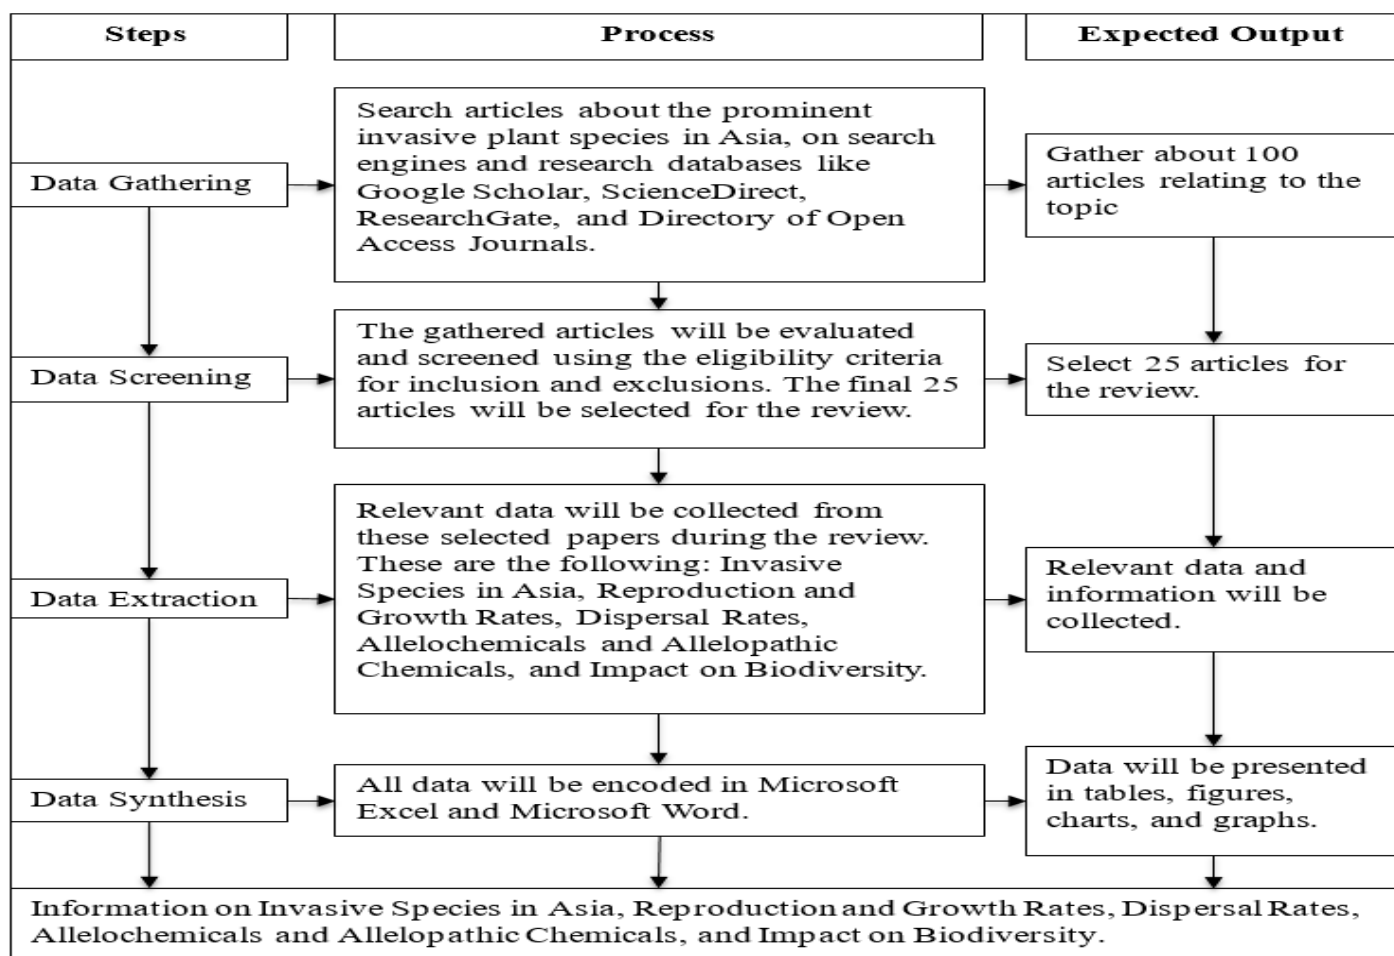 Steps
Process
Expected Output
Data Gathering
Search articles about the prominent
invasive plant species in Asia, on search
engines and research databases like
Google Scholar, ScienceDirect,
ResearchGate, and Directory of Open
Access Journals.
Gather about 100
articles relating to the
topic
Data Screening
The gathered articles will be evaluated
and screened using the eligibility criteria
for inclusion and exclusions. The final 25
articles will be selected for the review.
Select 25 articles for
the review.
Data Extraction
Relevant data will be collected from
these selected papers during the review.
These are the following: Invasive
Species in Asia, Reproduction and
Growth Rates, Dispersal Rates,
Allelochemicals and Allelopathic
Chemicals, and Impact on Biodiversity.
Relevant data and
information will be
collected.
Data Synthesis
All data will be encoded in Microsoft
Excel and Microsoft Word.
Data will be presented
in tables, figures,
charts, and graphs.
Information on Invasive Species in Asia, Reproduction and Growth Rates, Dispersal Rates,
Allelochemicals and Allelopathic Chemicals, and Impact on Biodiversity.